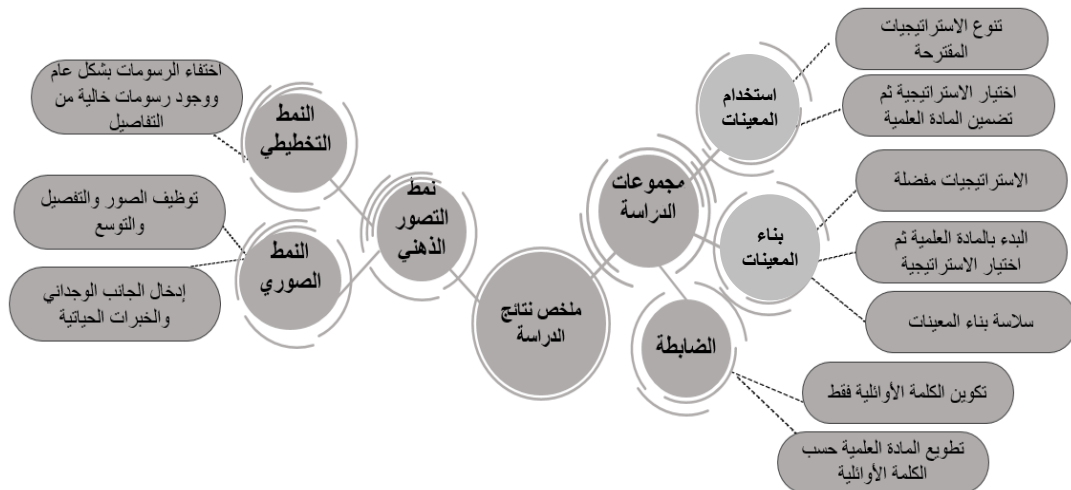 تنوع الاستراتيجيات
المقترحة
اختيار الاستراتيجية ثم
تضمين المادة العلمية
استخدام
المعينات
الاستراتيجيات مفضلة
البدء بالمادة العلمية ثم
اختيار الاستراتيجية
سلاسة بناء المعينات
بناء
المعينات
مجموعات
الدراسة
الضابطة
تكوين الكلمة الأوائلية فقط
تطويع المادة العلمية حسب
الكلمة الأوائلية
ملخص نتائج
الدراسة
نمط
التصور
الذهني
النمط
التخطيطي
اختفاء الرسومات بشكل عام
ووجود رسومات خالية من
التفاصيل
النمط
الصوري
توظيف الصور والتفصيل
والتوسع
إدخال الجانب الوجداني
والخبرات الحياتية